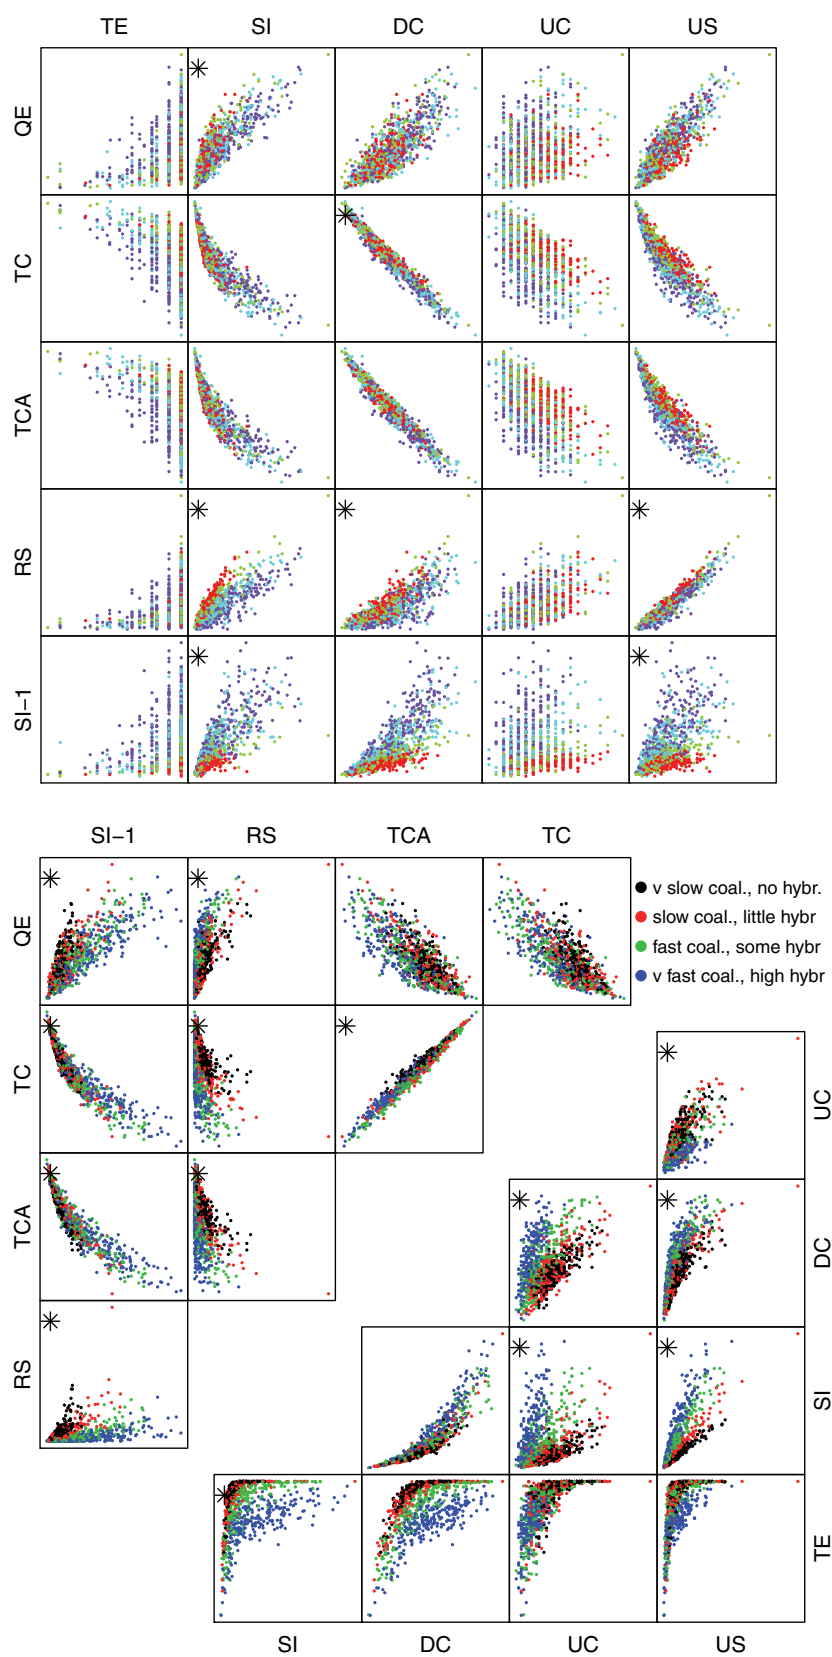 TE SI DC UC US
QE
TC
TCA
RS
SI−1
SI−1 RS TCA TC
QE
v slow coal., no hybr.
slow coal., little hybr
fast coal., some hybr
v fast coal., high hybr
TC
UC
TCA
DC
RS
SI
TE
SI DC UC US